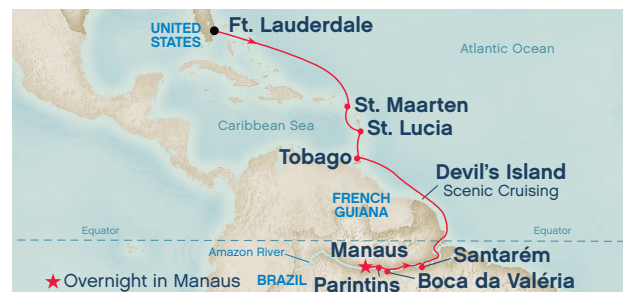 UNITED
STATES
Ft. Lauderdale
Atlantic Ocean
St. Maarten
Caribbean Sea
St. Lucia
Tobago
Devil's Island
Scenic Cruising
FRENCH
GUIANA
Equator
Equator
Amazon River
Manaus
Santarém
Overnight in Manaus
BRAZIL
Parintins
Boca da Valéria